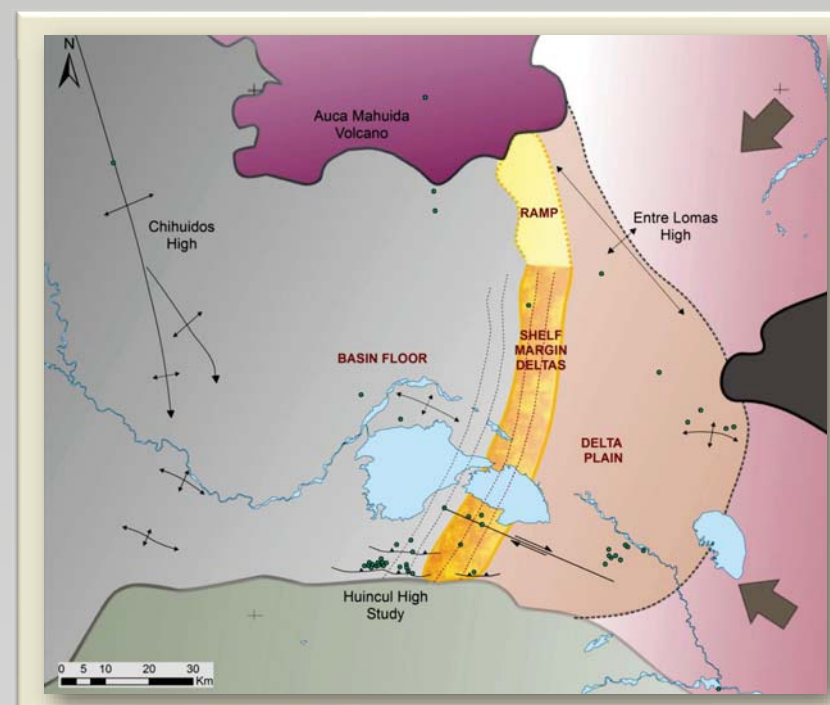 N
Auca Mahuida
Volcano
RAMP
Entre Lomas
High
Chihuidos
High
SHELF
MARGIN
DELTAS
BASIN FLOOR
DELTA
PLAIN
Huincul High
Study
0 5 10 20 30
Km